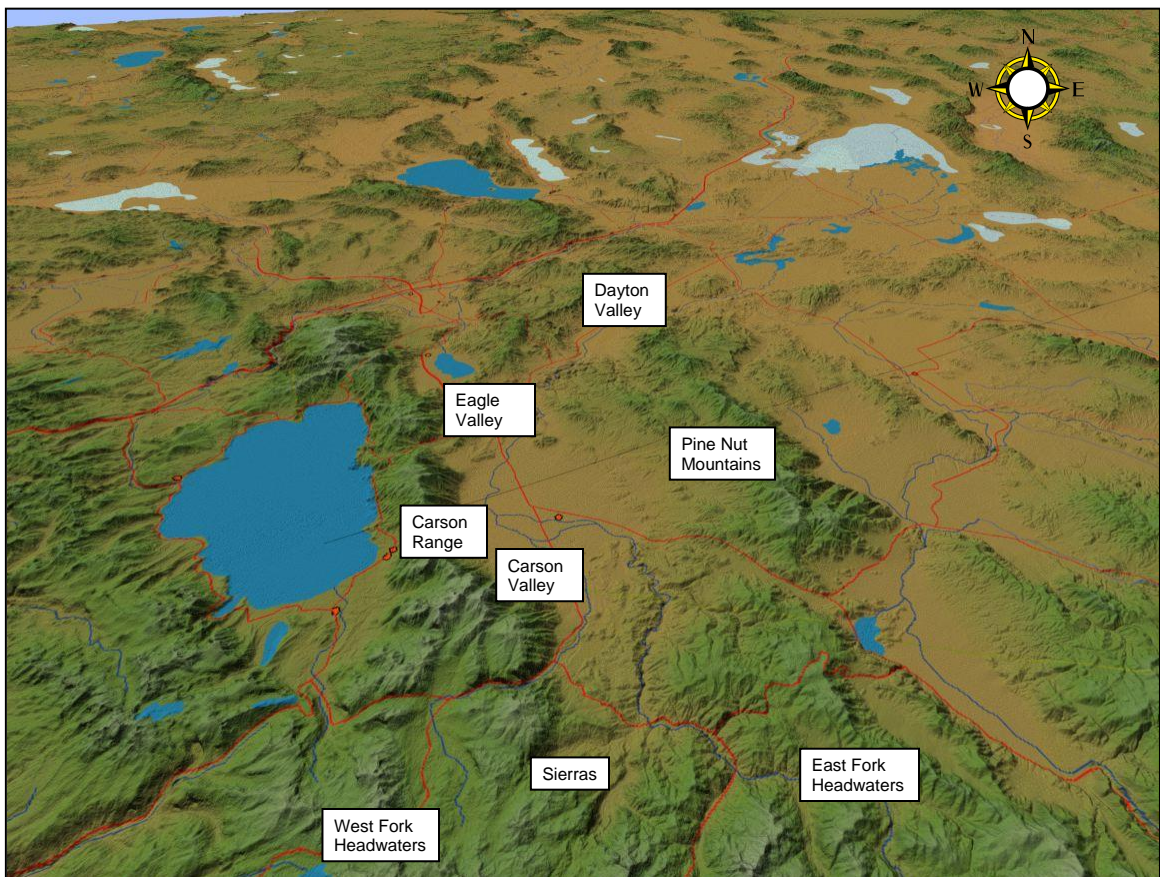 N
W E
S
Dayton
Valley
Eagle
Valley
Pine Nut
Mountains
Carson
Range
Carson
Valley
Sierras
East Fork
Headwaters
West Fork
Headwaters